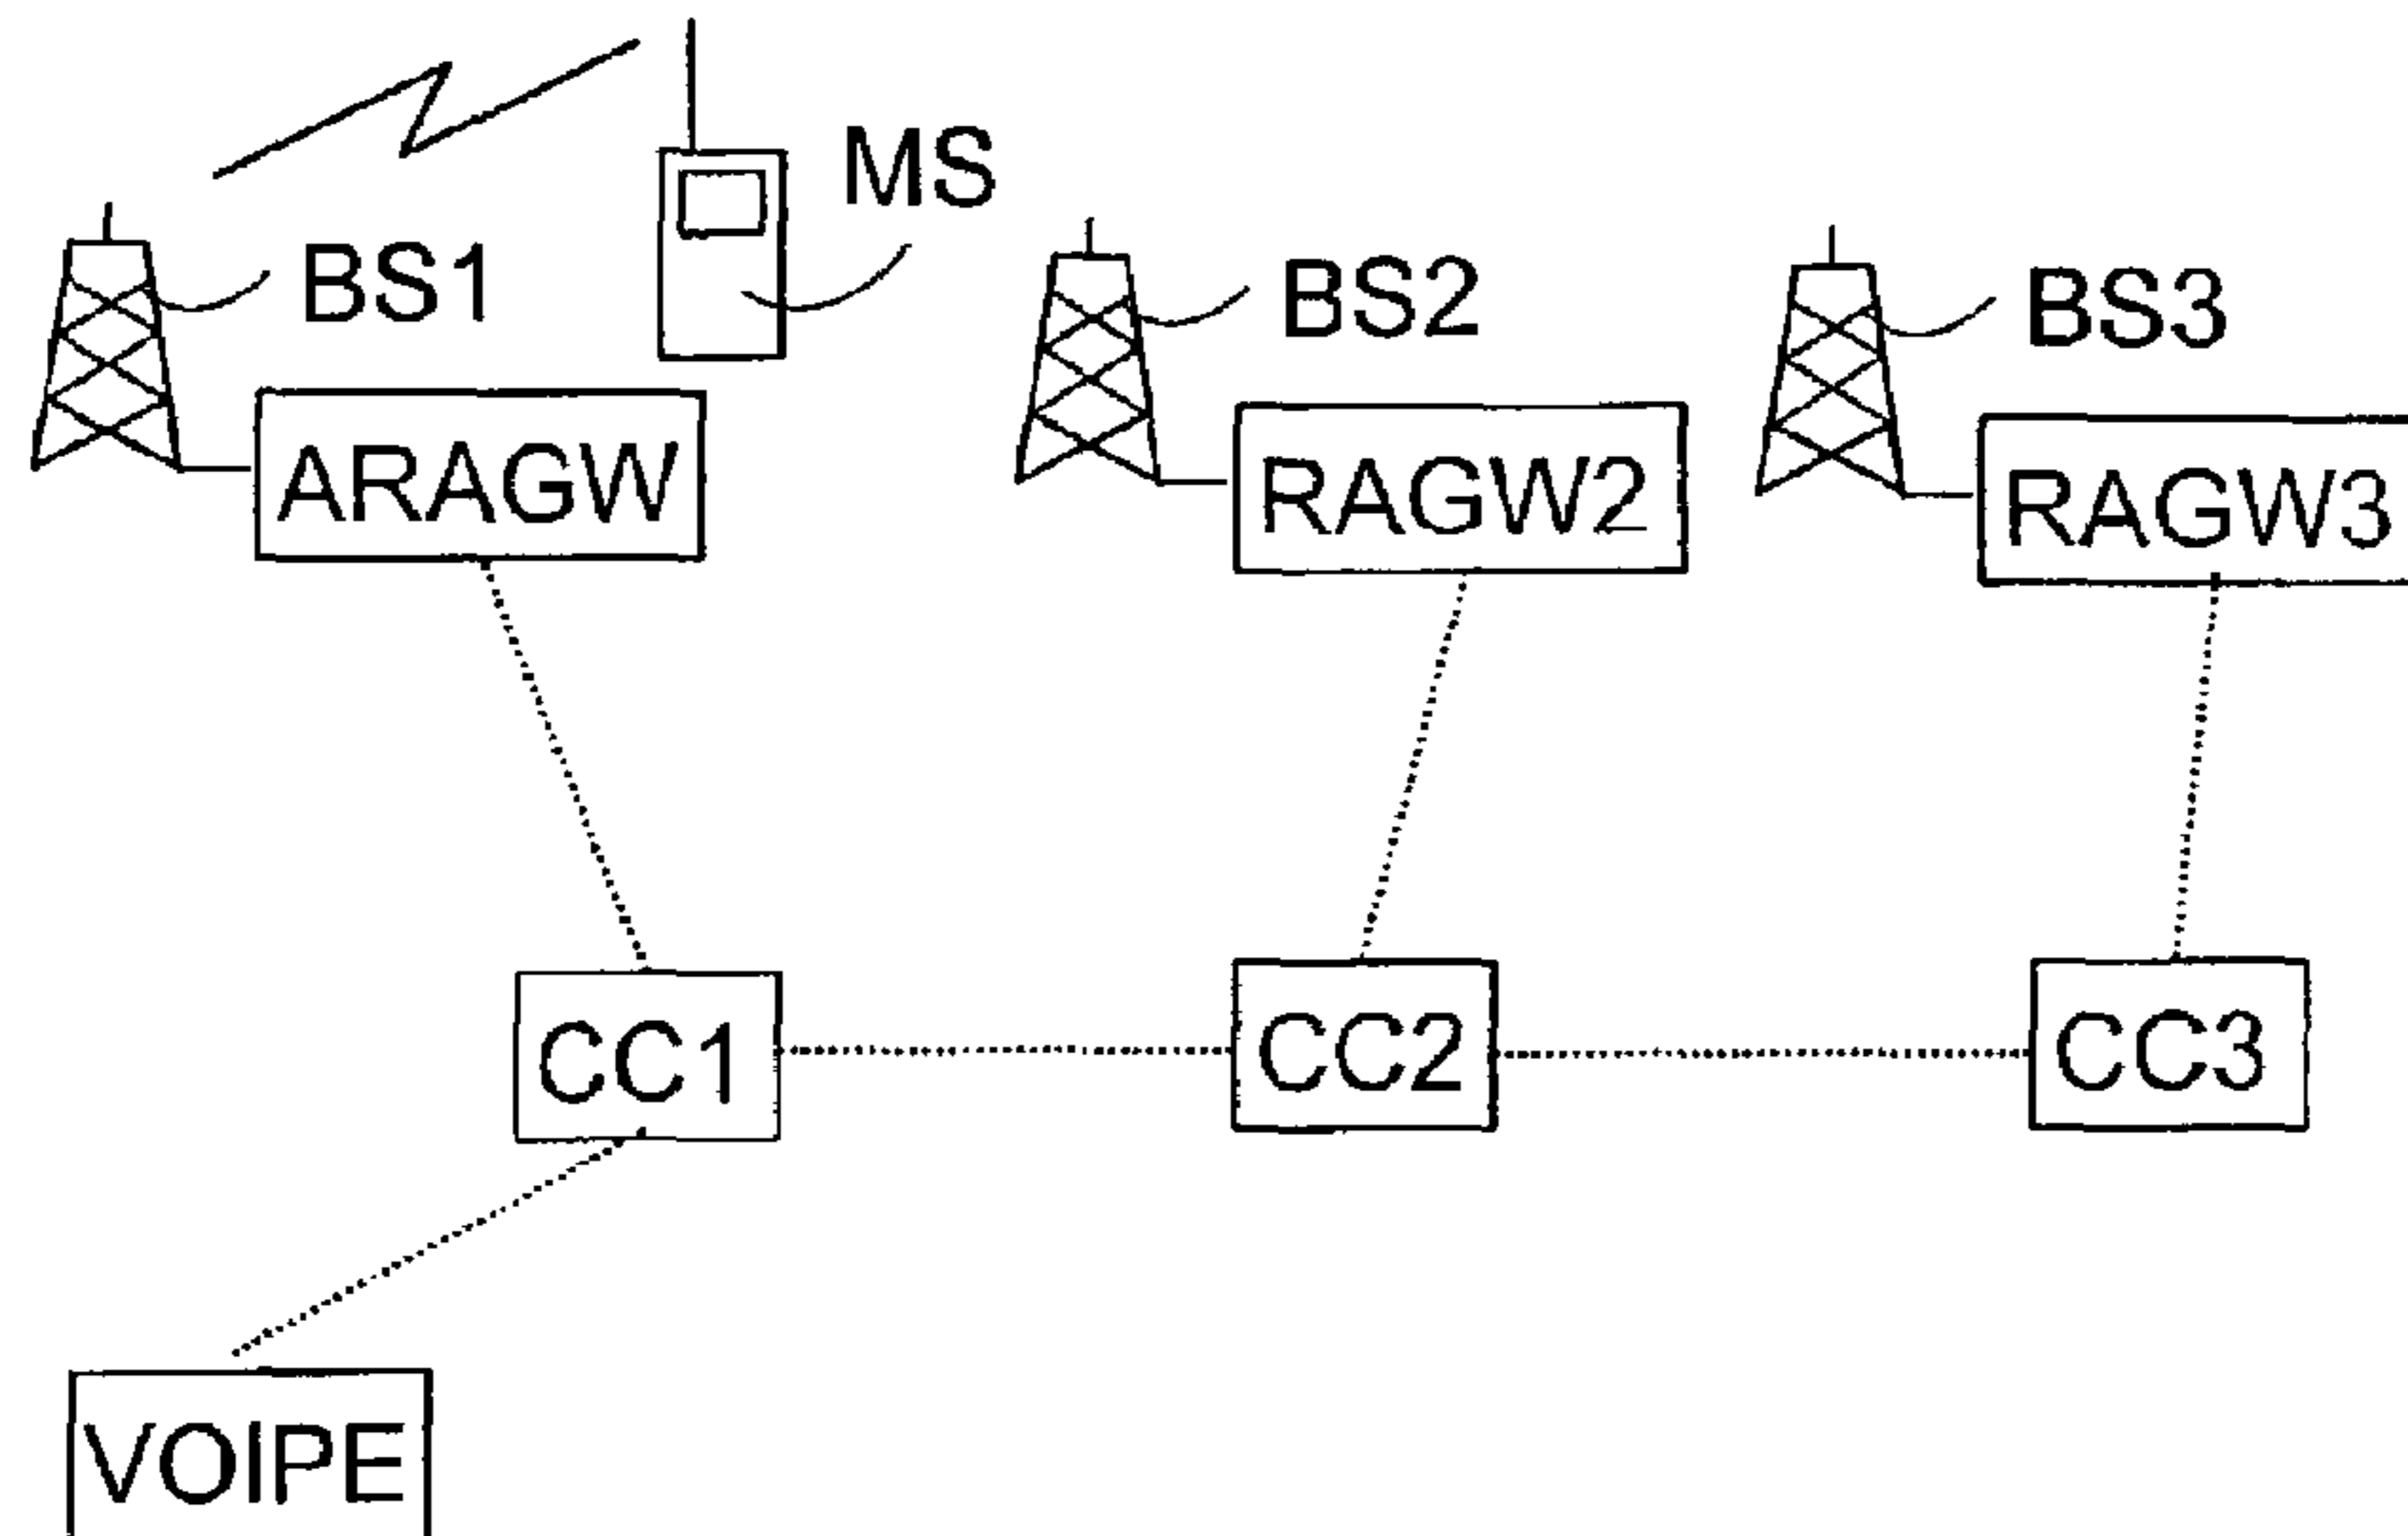 MS
BS1
BS2
BS3
ARAGW
RAGW2
RAGW3
CC1
CC2
CC3
VOIPE